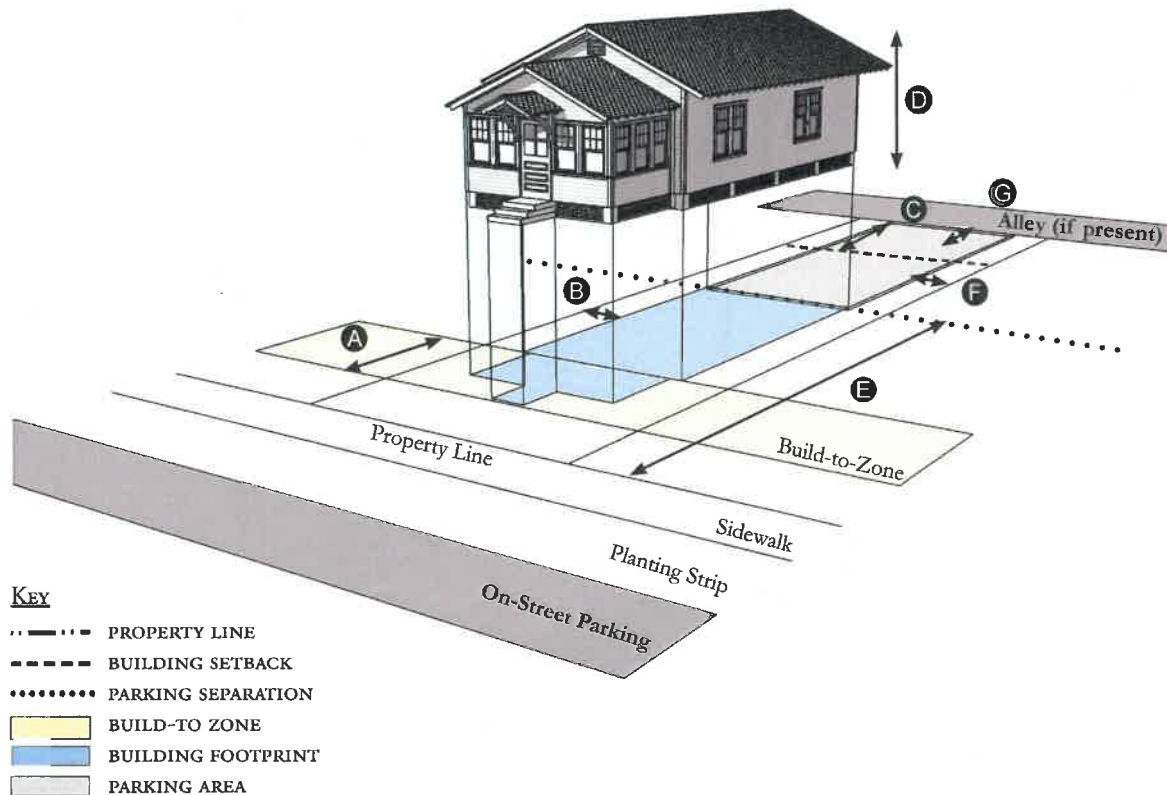 D
G
C
Alley (if present)
B
F
A
E
Property Line
Build-to-Zone
Sidewalk
Planting Strip
On-Street Parking
KEY
PROPERTY LINE
BUILDING SETBACK
PARKING SEPARATION
BUILD-TO ZONE
BUILDING FOOTPRINT
PARKING AREA